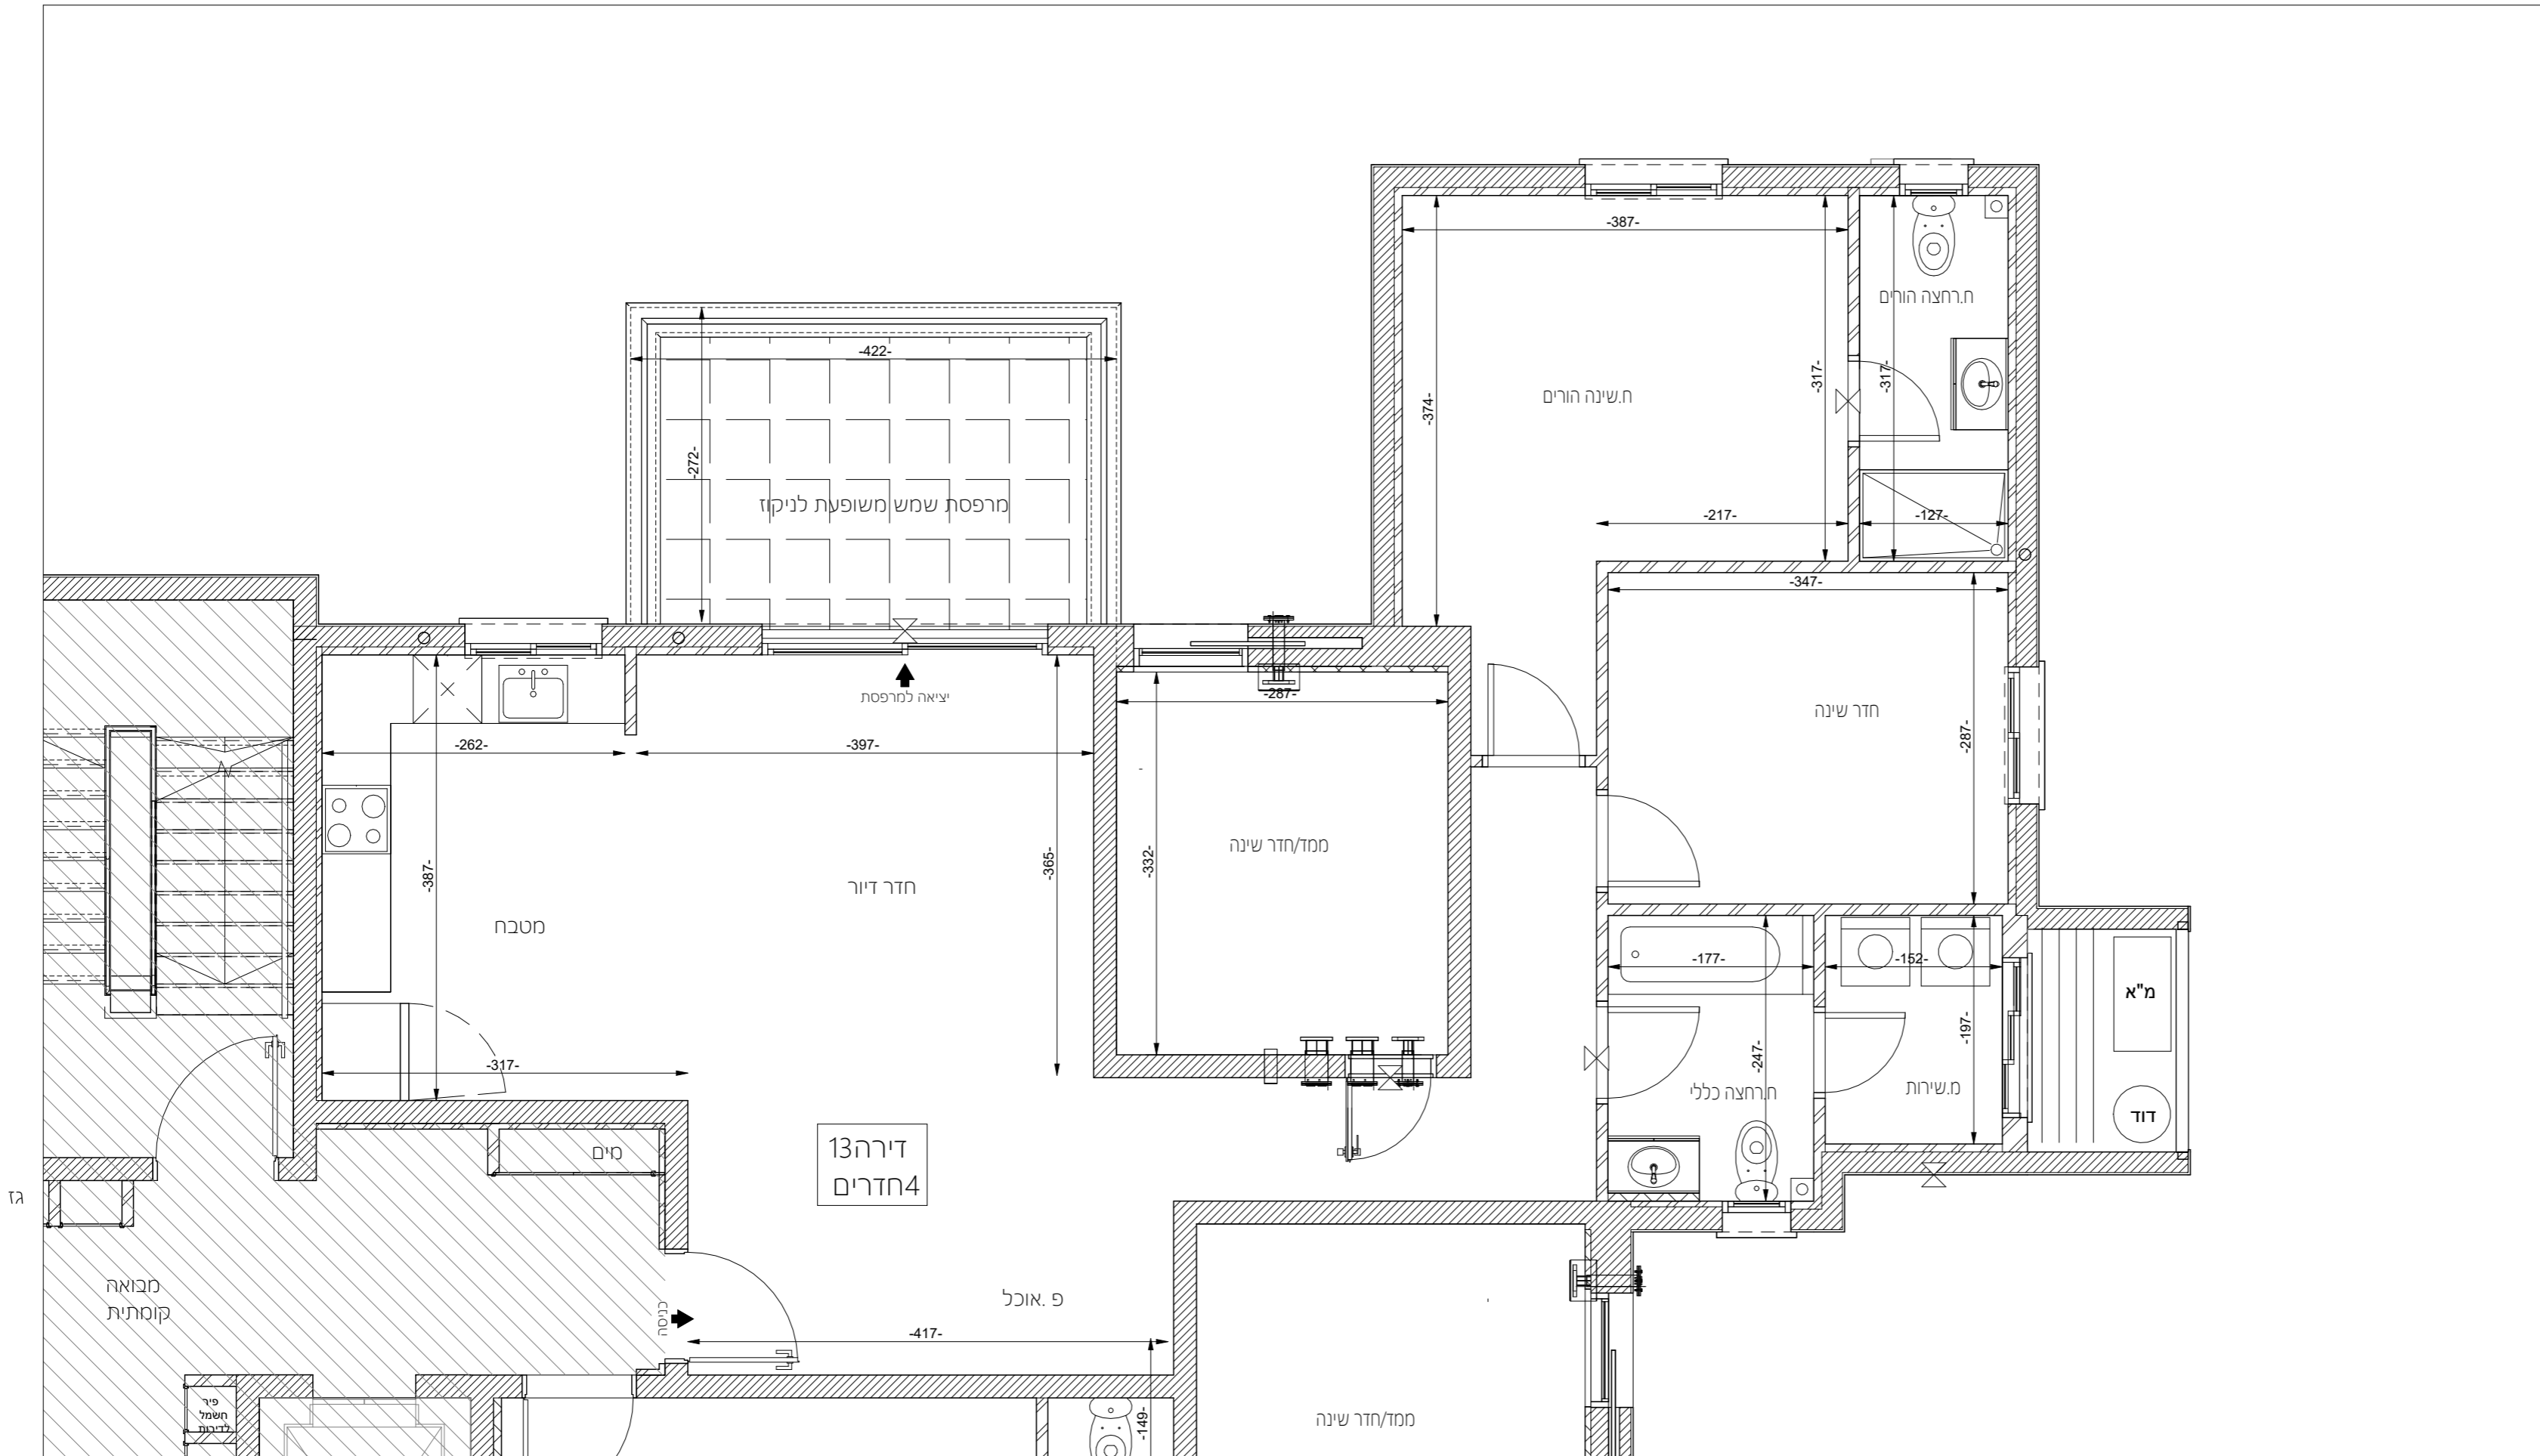 -387-
ח.רחצה הורים
-422-
-317-
-317-
ח.שינה הורים
-374-
-272-
מרפסת שמש משופעת לניקוז
-217-
-127-
-347-
יציאה למרפסת
-287-
חדר שינה
-287-
-262-
-397-
ממד/חדר שינה
-332-
-365-
-387-
חדר דיור
מטבח
-177-
-152-
מ"א
-197-
-247-
-317-
ח.רחצה כללי
מ.שירות
דוד
דירה13
4חדרים
מים
גז
מבואה
קומתית
פ .אוכל
כניסה
-417-
פיר
חשמל
לדירות
-149-
ממד/חדר שינה